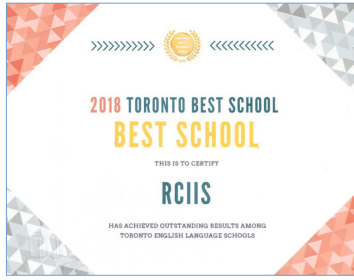 2018 TORONTO BEST SCHOOL
BEST SCHOOL
THIS IS TO CERTIFY
RCIIS
HAS ACHIEVED OUTSTANDING RESULTS AMONG
TORONTO ENGLISH LANGUAGE SCHOOLS